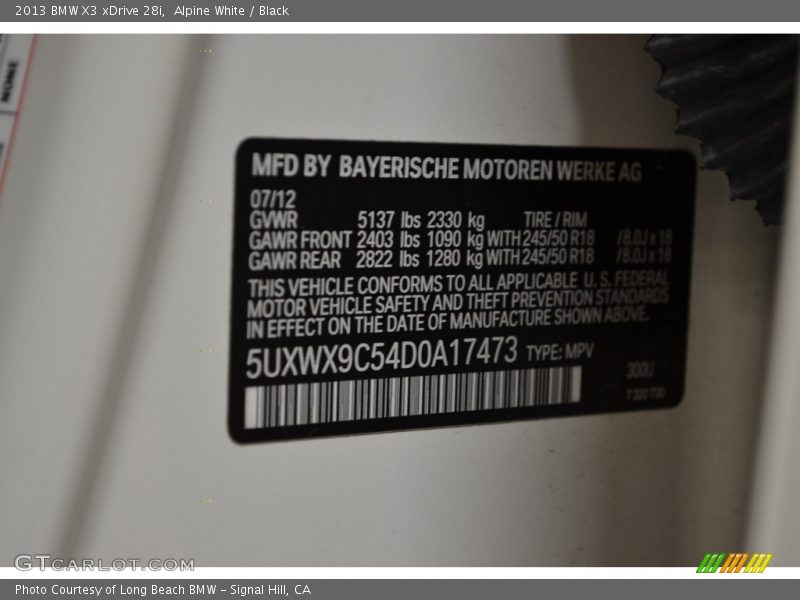 2013 BMW X3 xDrive 28i, Alpine White / Black
NONE
MFD BY BAYERISCHE MOTOREN WERKE AG
07/12
GVWR 5137 lbs 2330 kg TIRE / RIM
GAWR FRONT 2403 lbs 1090 kg WITH 245/50 R18 / 8.0J x 18
GAWR REAR 2822 lbs 1280 kg WITH 245/50 R18 / 8.0J x 18
THIS VEHICLE CONFORMS TO ALL APPLICABLE U. S. FEDERAL
MOTOR VEHICLE SAFETY AND THEFT PREVENTION STANDARDS
IN EFFECT ON THE DATE OF MANUFACTURE SHOWN ABOVE.
5UXWX9C54D0A17473 TYPE: MPV
300U
GTCARLOT.COM
Photo Courtesy of Long Beach BMW – Signal Hill, CA